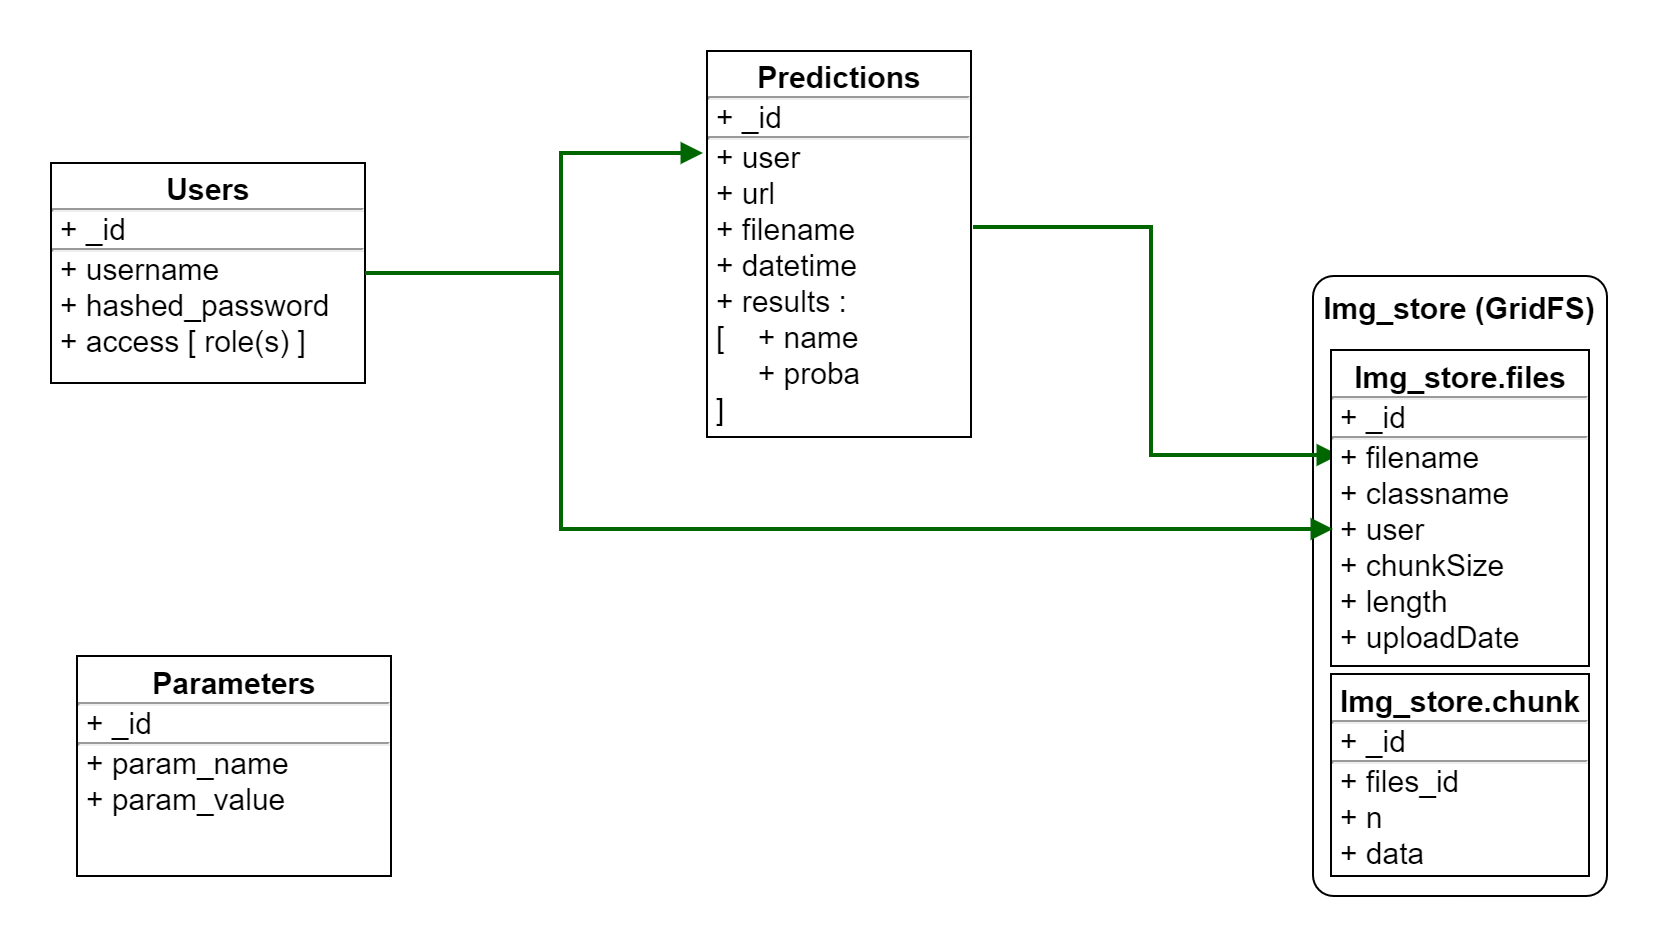 Users
+ _id
+ username
+ hashed_password
+ access [ role(s) ]
Predictions
+ _id
+ user
+ url
+ filename
+ datetime
+ results :
[ + name
+ proba
]
Img_store (GridFS)
Img_store.files
+ _id
+ filename
+ classname
+ user
+ chunkSize
+ length
+ uploadDate
Img_store.chunk
+ _id
+ files_id
+ n
+ data
Parameters
+ _id
+ param_name
+ param_value